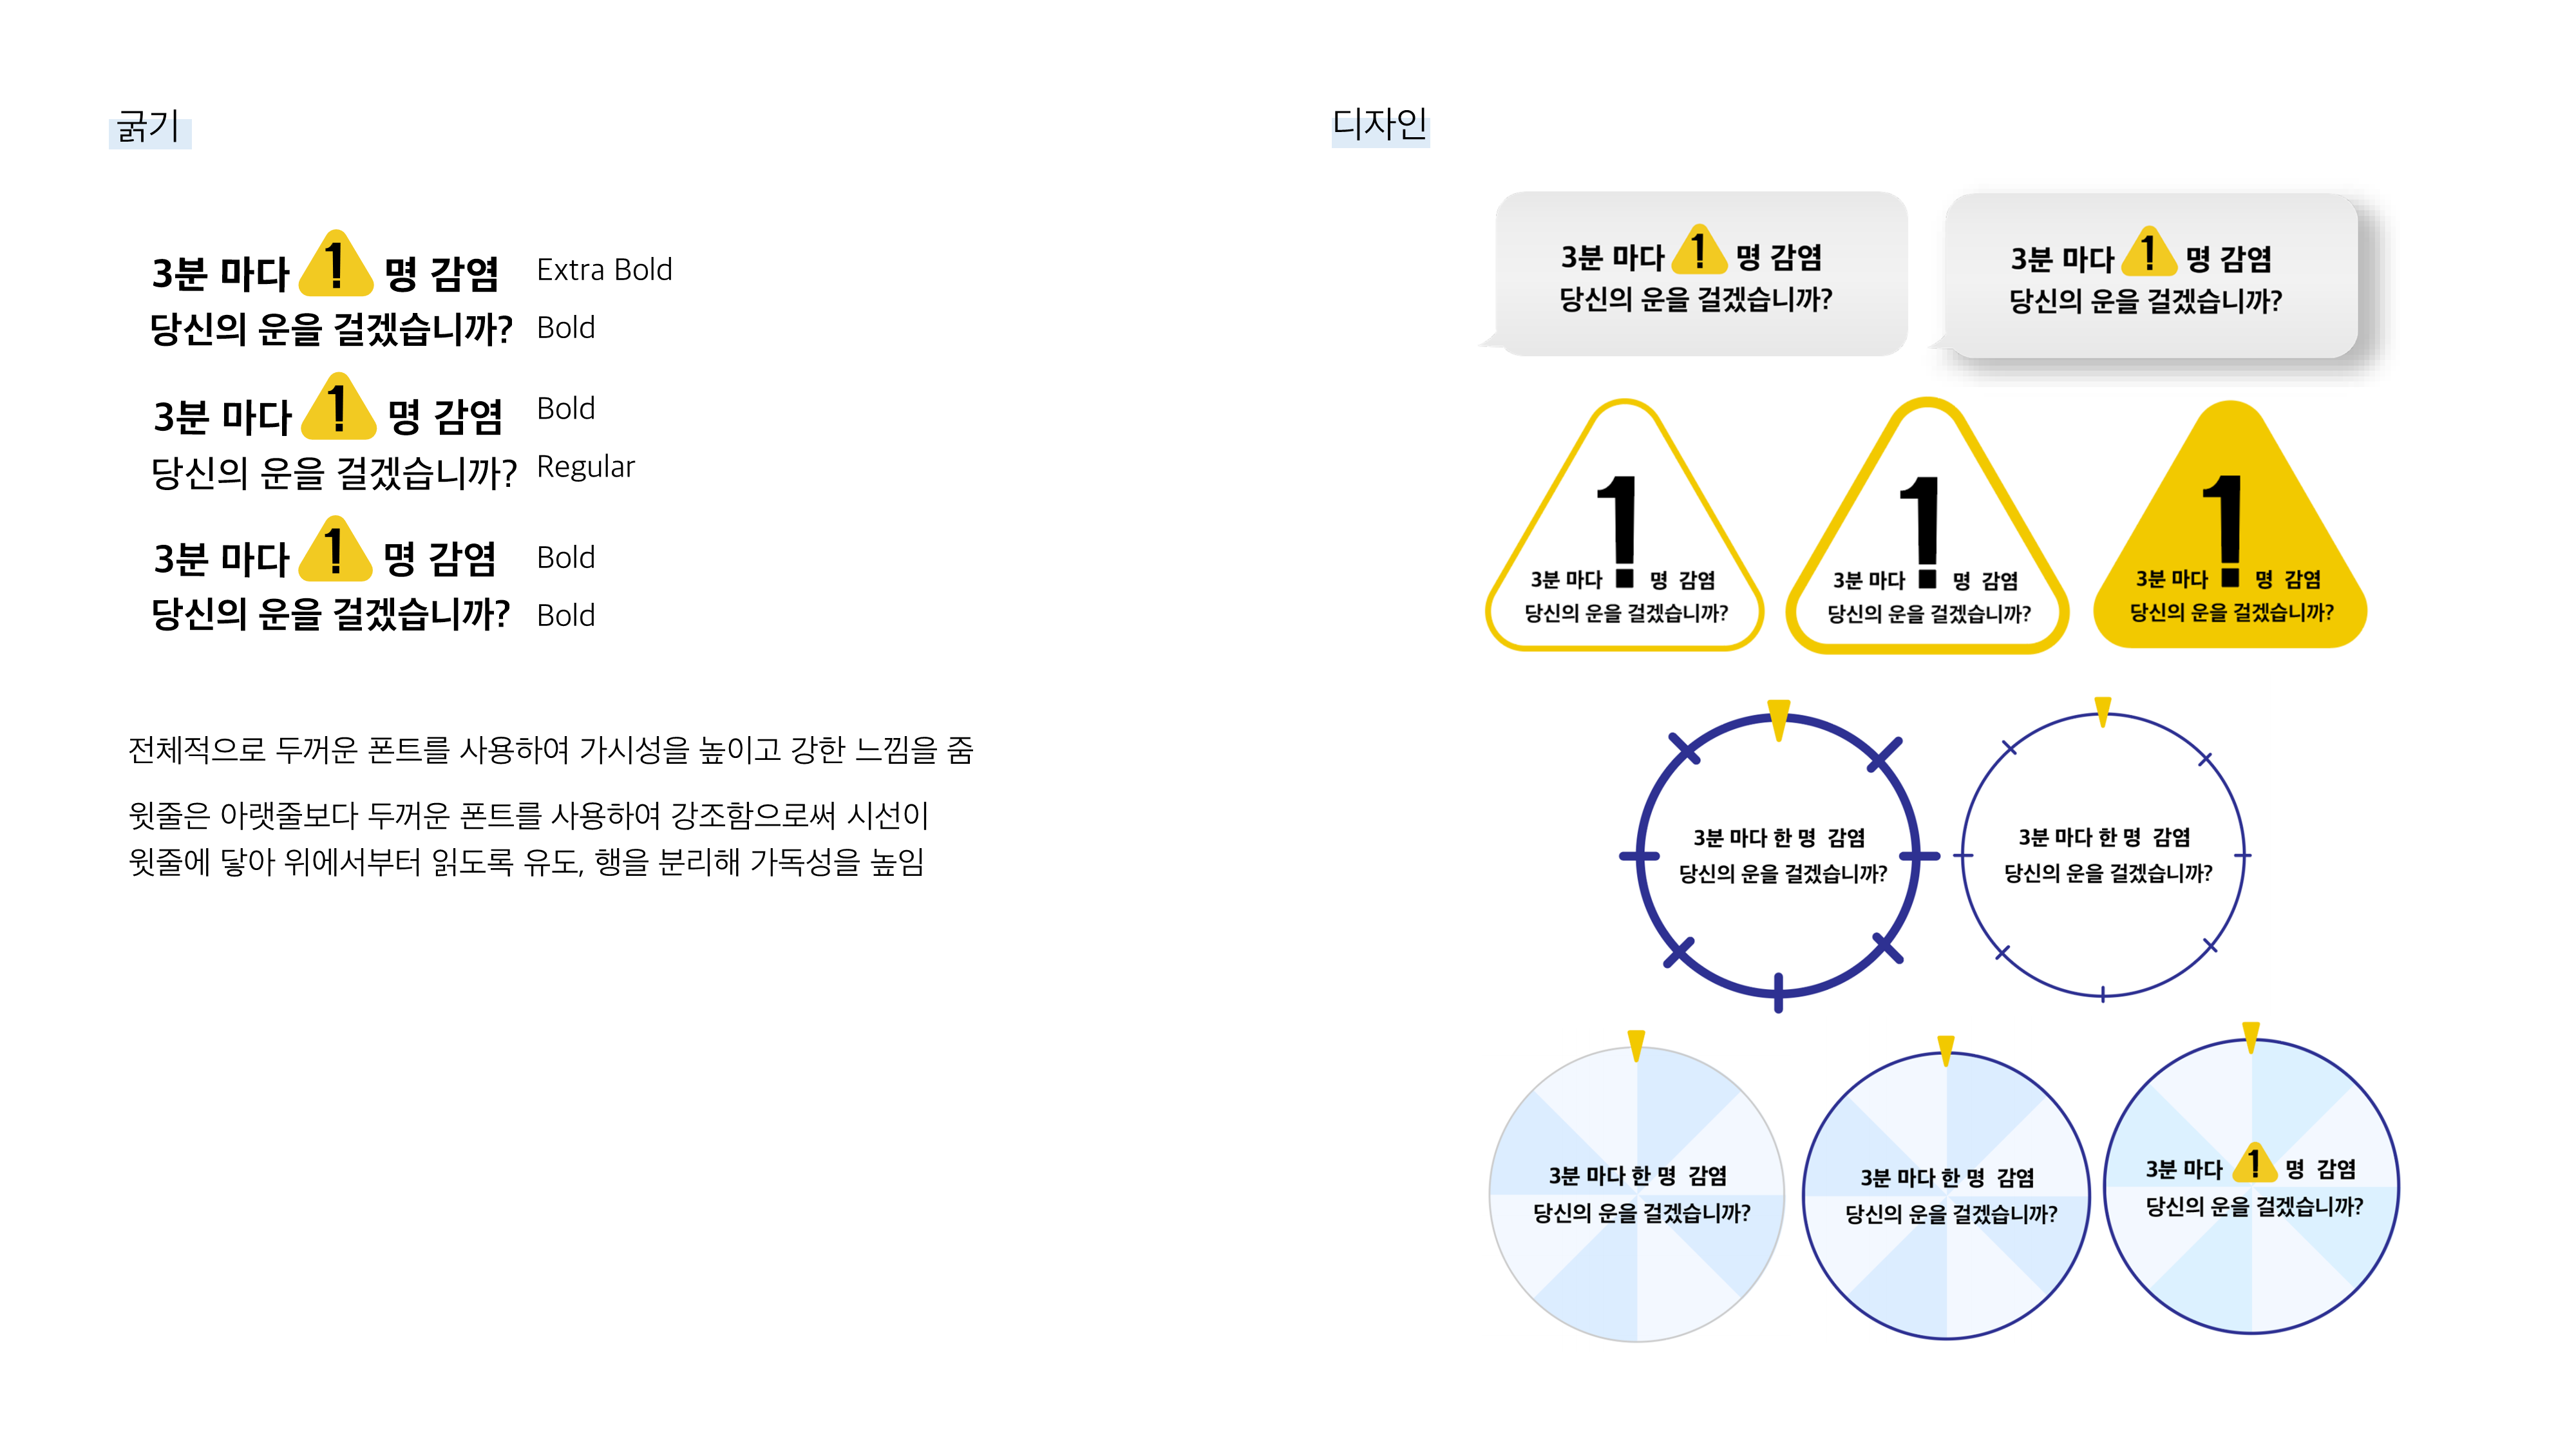 굵기
3분 마다 1 명 감염 Extra Bold
당신의 운을 걸겠습니까? Bold
3분 마다 1 명 감염 Bold
당신의 운을 걸겠습니까? Regular
3분 마다 1 명 감염 Bold
당신의 운을 걸겠습니까? Bold
전체적으로 두꺼운 폰트를 사용하여 가시성을 높이고 강한 느낌을 줌
윗줄은 아랫줄보다 두꺼운 폰트를 사용하여 강조함으로써 시선이
윗줄에 닿아 위에서부터 읽도록 유도, 행을 분리해 가독성을 높임
디자인
3분 마다 1 명 감염
당신의 운을 걸겠습니까?
3분 마다 1 명 감염
당신의 운을 걸겠습니까?
3분 마다 1 명 감염
당신의 운을 걸겠습니까?
3분 마다 1 명 감염
당신의 운을 걸겠습니까?
3분 마다 1 명 감염
당신의 운을 걸겠습니까?
3분 마다 한 명 감염
당신의 운을 걸겠습니까?
3분 마다 한 명 감염
당신의 운을 걸겠습니까?
3분 마다 한 명 감염
당신의 운을 걸겠습니까?
3분 마다 한 명 감염
당신의 운을 걸겠습니까?
3분 마다 1 명 감염
당신의 운을 걸겠습니까?